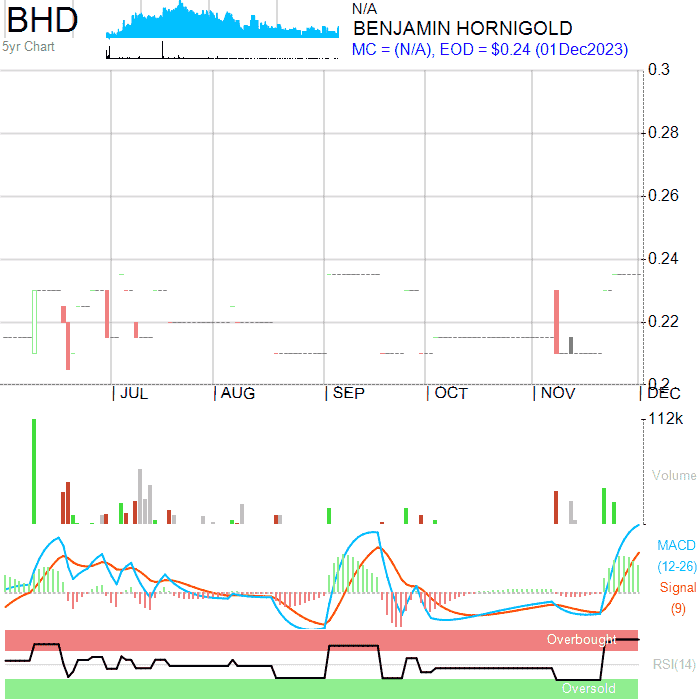 BHD
5yr Chart
N/A
BENJAMIN HORNIGOLD
MC = (N/A), EOD = $0.24 (01Dec2023)
0.3
0.28
0.26
0.24
0.22
0.2
| JUL | AUG | SEP | OCT | NOV | DEC
112k
Volume
MACD
(12-26)
Signal
(9)
Overbought
RSI(14)
Oversold